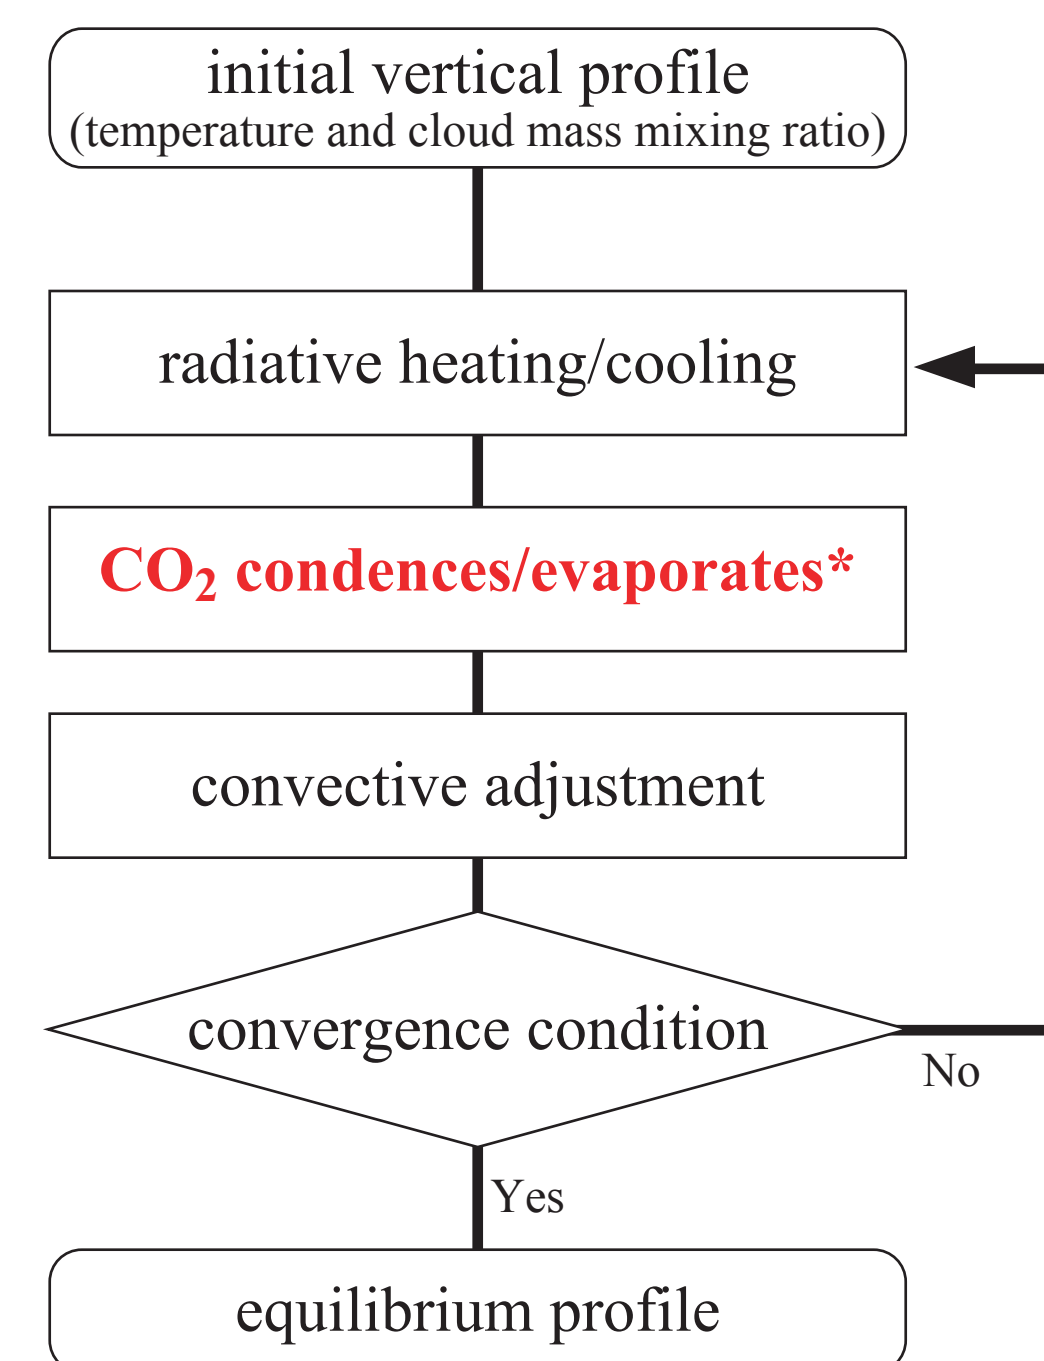 initial vertical profile
(temperature and cloud mass mixing ratio)
radiative heating/cooling
CO₂ condences/evaporates*
convective adjustment
convergence condition
No
Yes
equilibrium profile